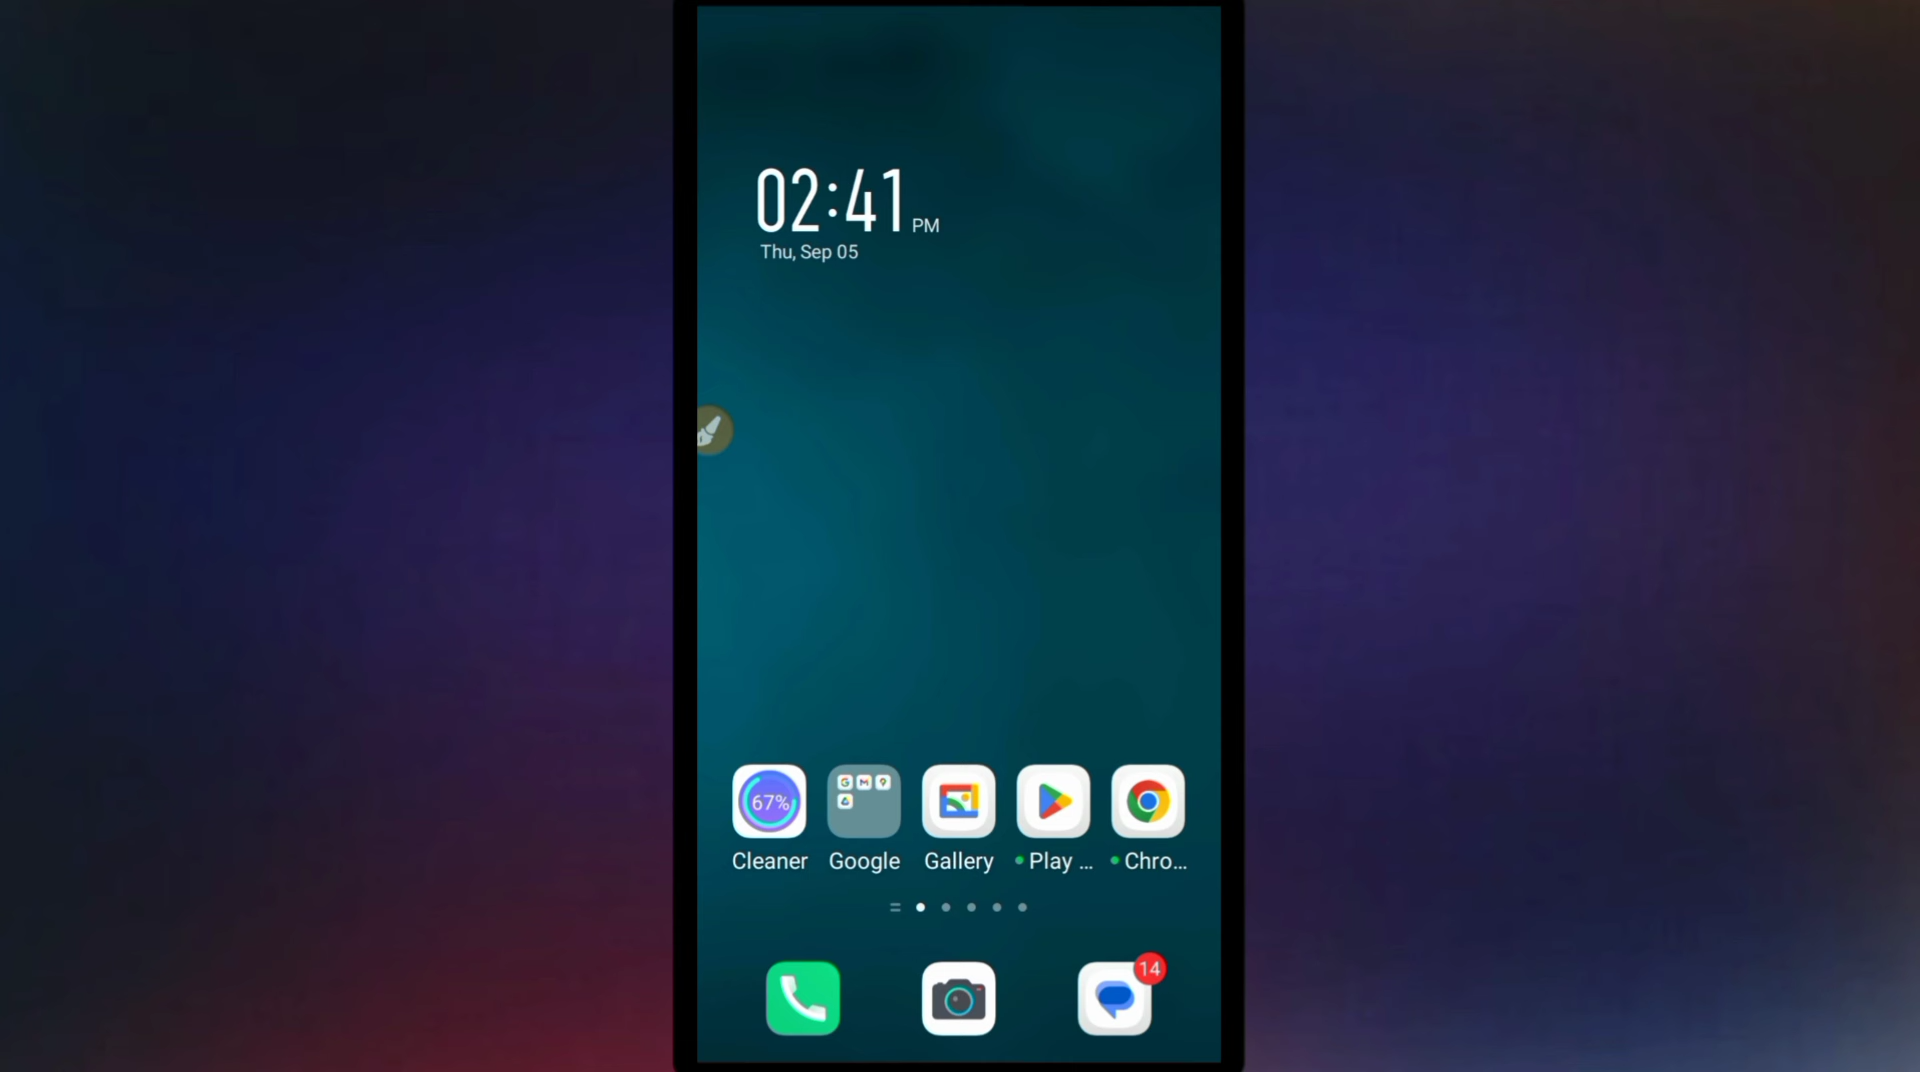 02:41 PM
Thu, Sep 05
67%
Cleaner Google Gallery Play ... Chro...
14